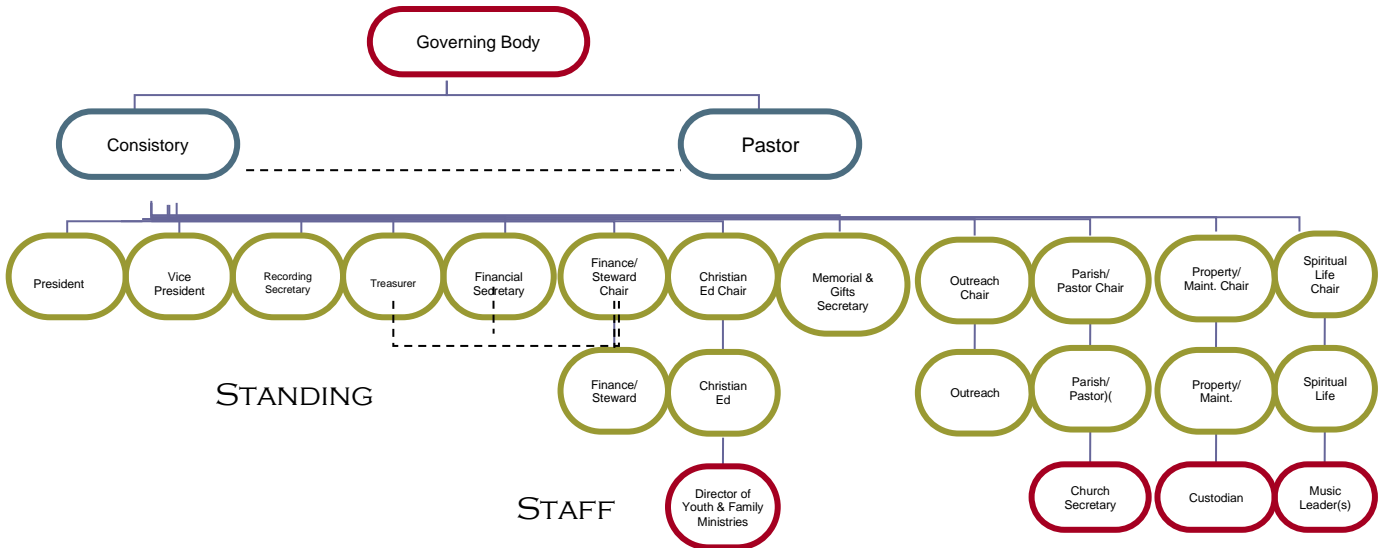 Governing Body
Consistory
Pastor
President
Vice
President
Recording
Secretary
Treasurer
Financial
Secretary
Finance/
Steward
Chair
Christian
Ed Chair
Memorial &
Gifts
Secretary
Outreach
Chair
Parish/
Pastor Chair
Property/
Maint. Chair
Spiritual
Life
Chair
STANDING
Finance/
Steward
Christian
Ed
Outreach
Parish/
Pastor)(
Property/
Maint.
Spiritual
Life
STAFF
Director of
Youth & Family
Ministries
Church
Secretary
Custodian
Music
Leader(s)